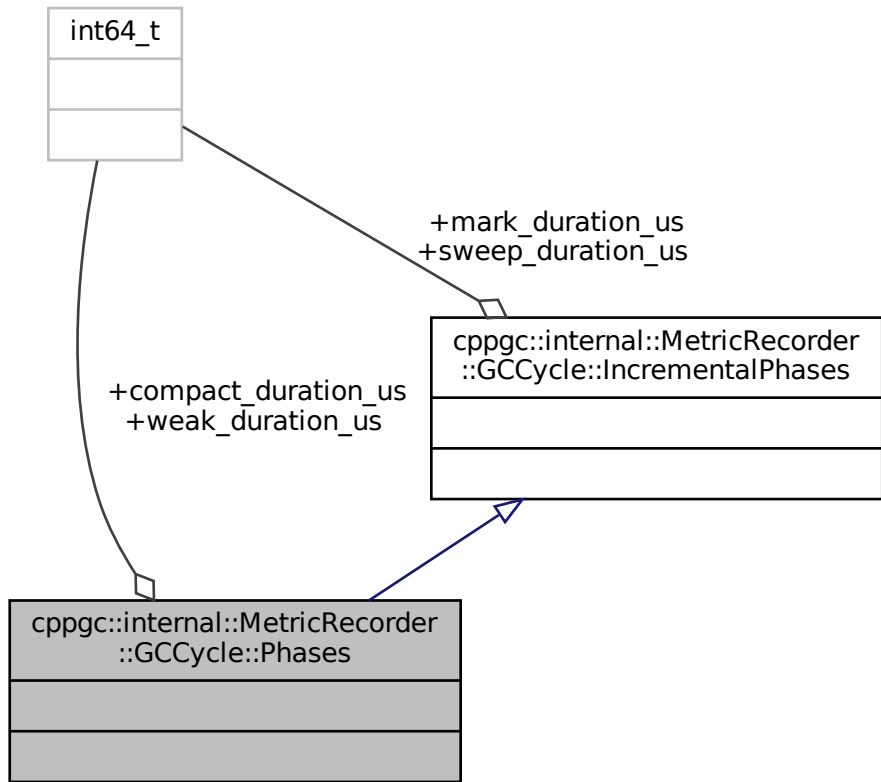 int64_t
+mark_duration_us
+sweep_duration_us
cppgc::internal::MetricRecorder
::GCCycle::IncrementalPhases
+compact_duration_us
+weak_duration_us
cppgc::internal::MetricRecorder
::GCCycle::Phases